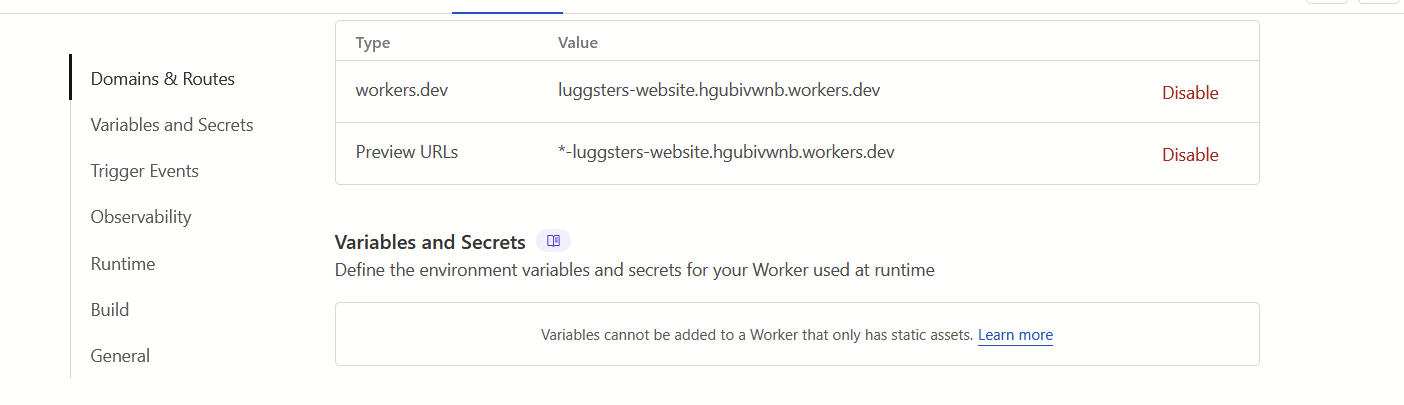 Domains & Routes
Variables and Secrets
Trigger Events
Observability
Runtime
Build
General
Type Value
workers.dev luggsters-website.hgubivwnb.workers.dev Disable
Preview URLs *-luggsters-website.hgubivwnb.workers.dev Disable
Variables and Secrets
Define the environment variables and secrets for your Worker used at runtime
Variables cannot be added to a Worker that only has static assets. Learn more